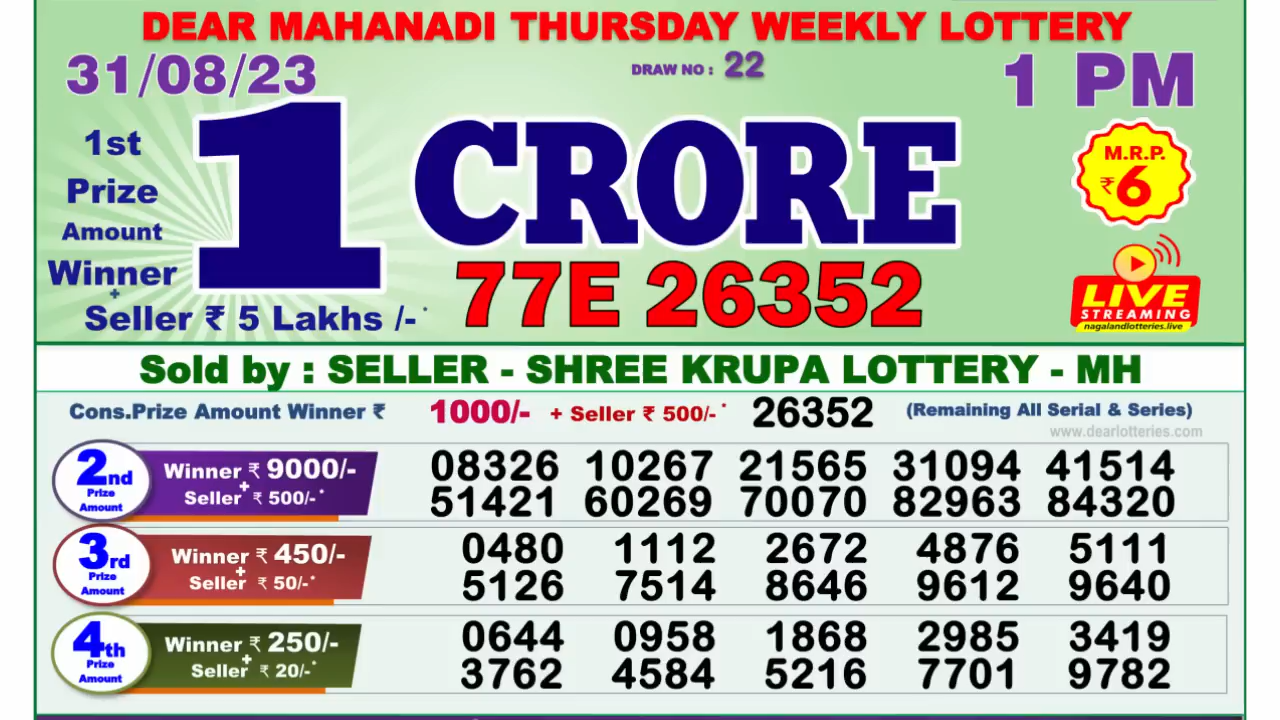 DEAR MAHANADI THURSDAY WEEKLY LOTTERY
31/08/23
DRAW NO : 22
1 PM
1st
Prize
Amount
Winner
+
Seller ₹ 5 Lakhs /-*
1 CRORE
77E 26352
M.R.P.
₹6
LIVE
STREAMING
nagalandlotteries.live
Sold by : SELLER - SHREE KRUPA LOTTERY - MH
Cons.Prize Amount Winner ₹ 1000/- + Seller ₹ 500/-* 26352 (Remaining All Serial & Series)
www.dearlotteries.com
2nd
Prize
Amount
Winner ₹ 9000/-
+
Seller ₹ 500/-*
08326 10267 21565 31094 41514
51421 60269 70070 82963 84320
3rd
Prize
Amount
Winner ₹ 450/-
+
Seller ₹ 50/-*
0480 1112 2672 4876 5111
5126 7514 8646 9612 9640
4th
Prize
Amount
Winner ₹ 250/-
+
Seller ₹ 20/-*
0644 0958 1868 2985 3419
3762 4584 5216 7701 9782